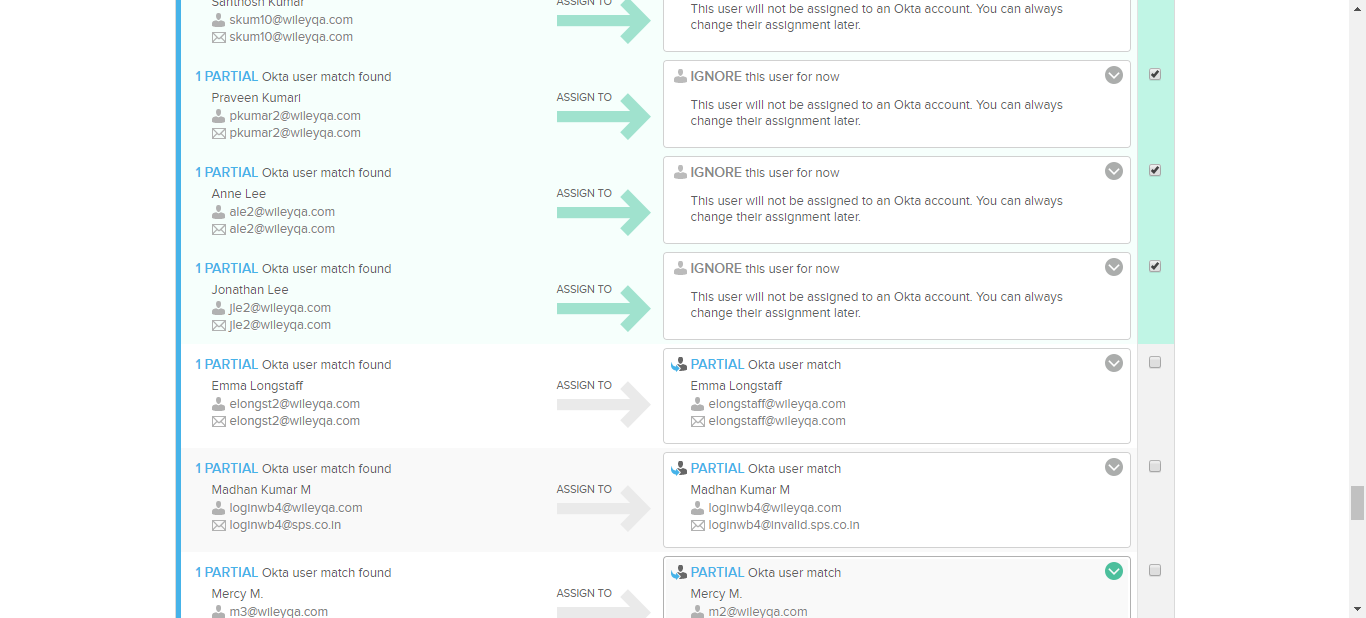 Santhosh Kumar
skum10@wileyqa.com
skum10@wileyqa.com
ASSIGN TO
This user will not be assigned to an Okta account. You can always
change their assignment later.
1 PARTIAL Okta user match found
Praveen Kumari
pkumar2@wileyqa.com
pkumar2@wileyqa.com
ASSIGN TO
IGNORE this user for now
This user will not be assigned to an Okta account. You can always
change their assignment later.
1 PARTIAL Okta user match found
Anne Lee
ale2@wileyqa.com
ale2@wileyqa.com
ASSIGN TO
IGNORE this user for now
This user will not be assigned to an Okta account. You can always
change their assignment later.
1 PARTIAL Okta user match found
Jonathan Lee
jle2@wileyqa.com
jle2@wileyqa.com
ASSIGN TO
IGNORE this user for now
This user will not be assigned to an Okta account. You can always
change their assignment later.
1 PARTIAL Okta user match found
Emma Longstaff
elongst2@wileyqa.com
elongst2@wileyqa.com
ASSIGN TO
PARTIAL Okta user match
Emma Longstaff
elongstaff@wileyqa.com
elongstaff@wileyqa.com
1 PARTIAL Okta user match found
Madhan Kumar M
loginwb4@wileyqa.com
loginwb4@sps.co.in
ASSIGN TO
PARTIAL Okta user match
Madhan Kumar M
loginwb4@wileyqa.com
loginwb4@invalid.sps.co.in
1 PARTIAL Okta user match found
Mercy M.
m3@wileyqa.com
ASSIGN TO
PARTIAL Okta user match
Mercy M.
m2@wileyqa.com